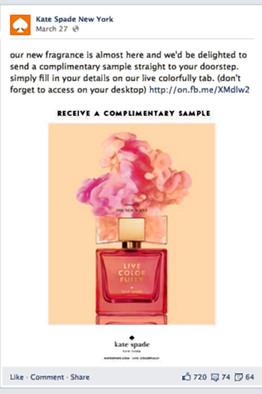 Kate Spade New York
March 27
our new fragrance is almost here and we'd be delighted to
send a complimentary sample straight to your doorstep.
simply fill in your details on our live colorfully tab. (don't
forget to access on your desktop) http://on.fb.me/XMdlw2
RECEIVE A COMPLIMENTARY SAMPLE
LIVE
COLOR
FULLY
kate spade
NEW YORK
Like · Comment · Share
720
74
64